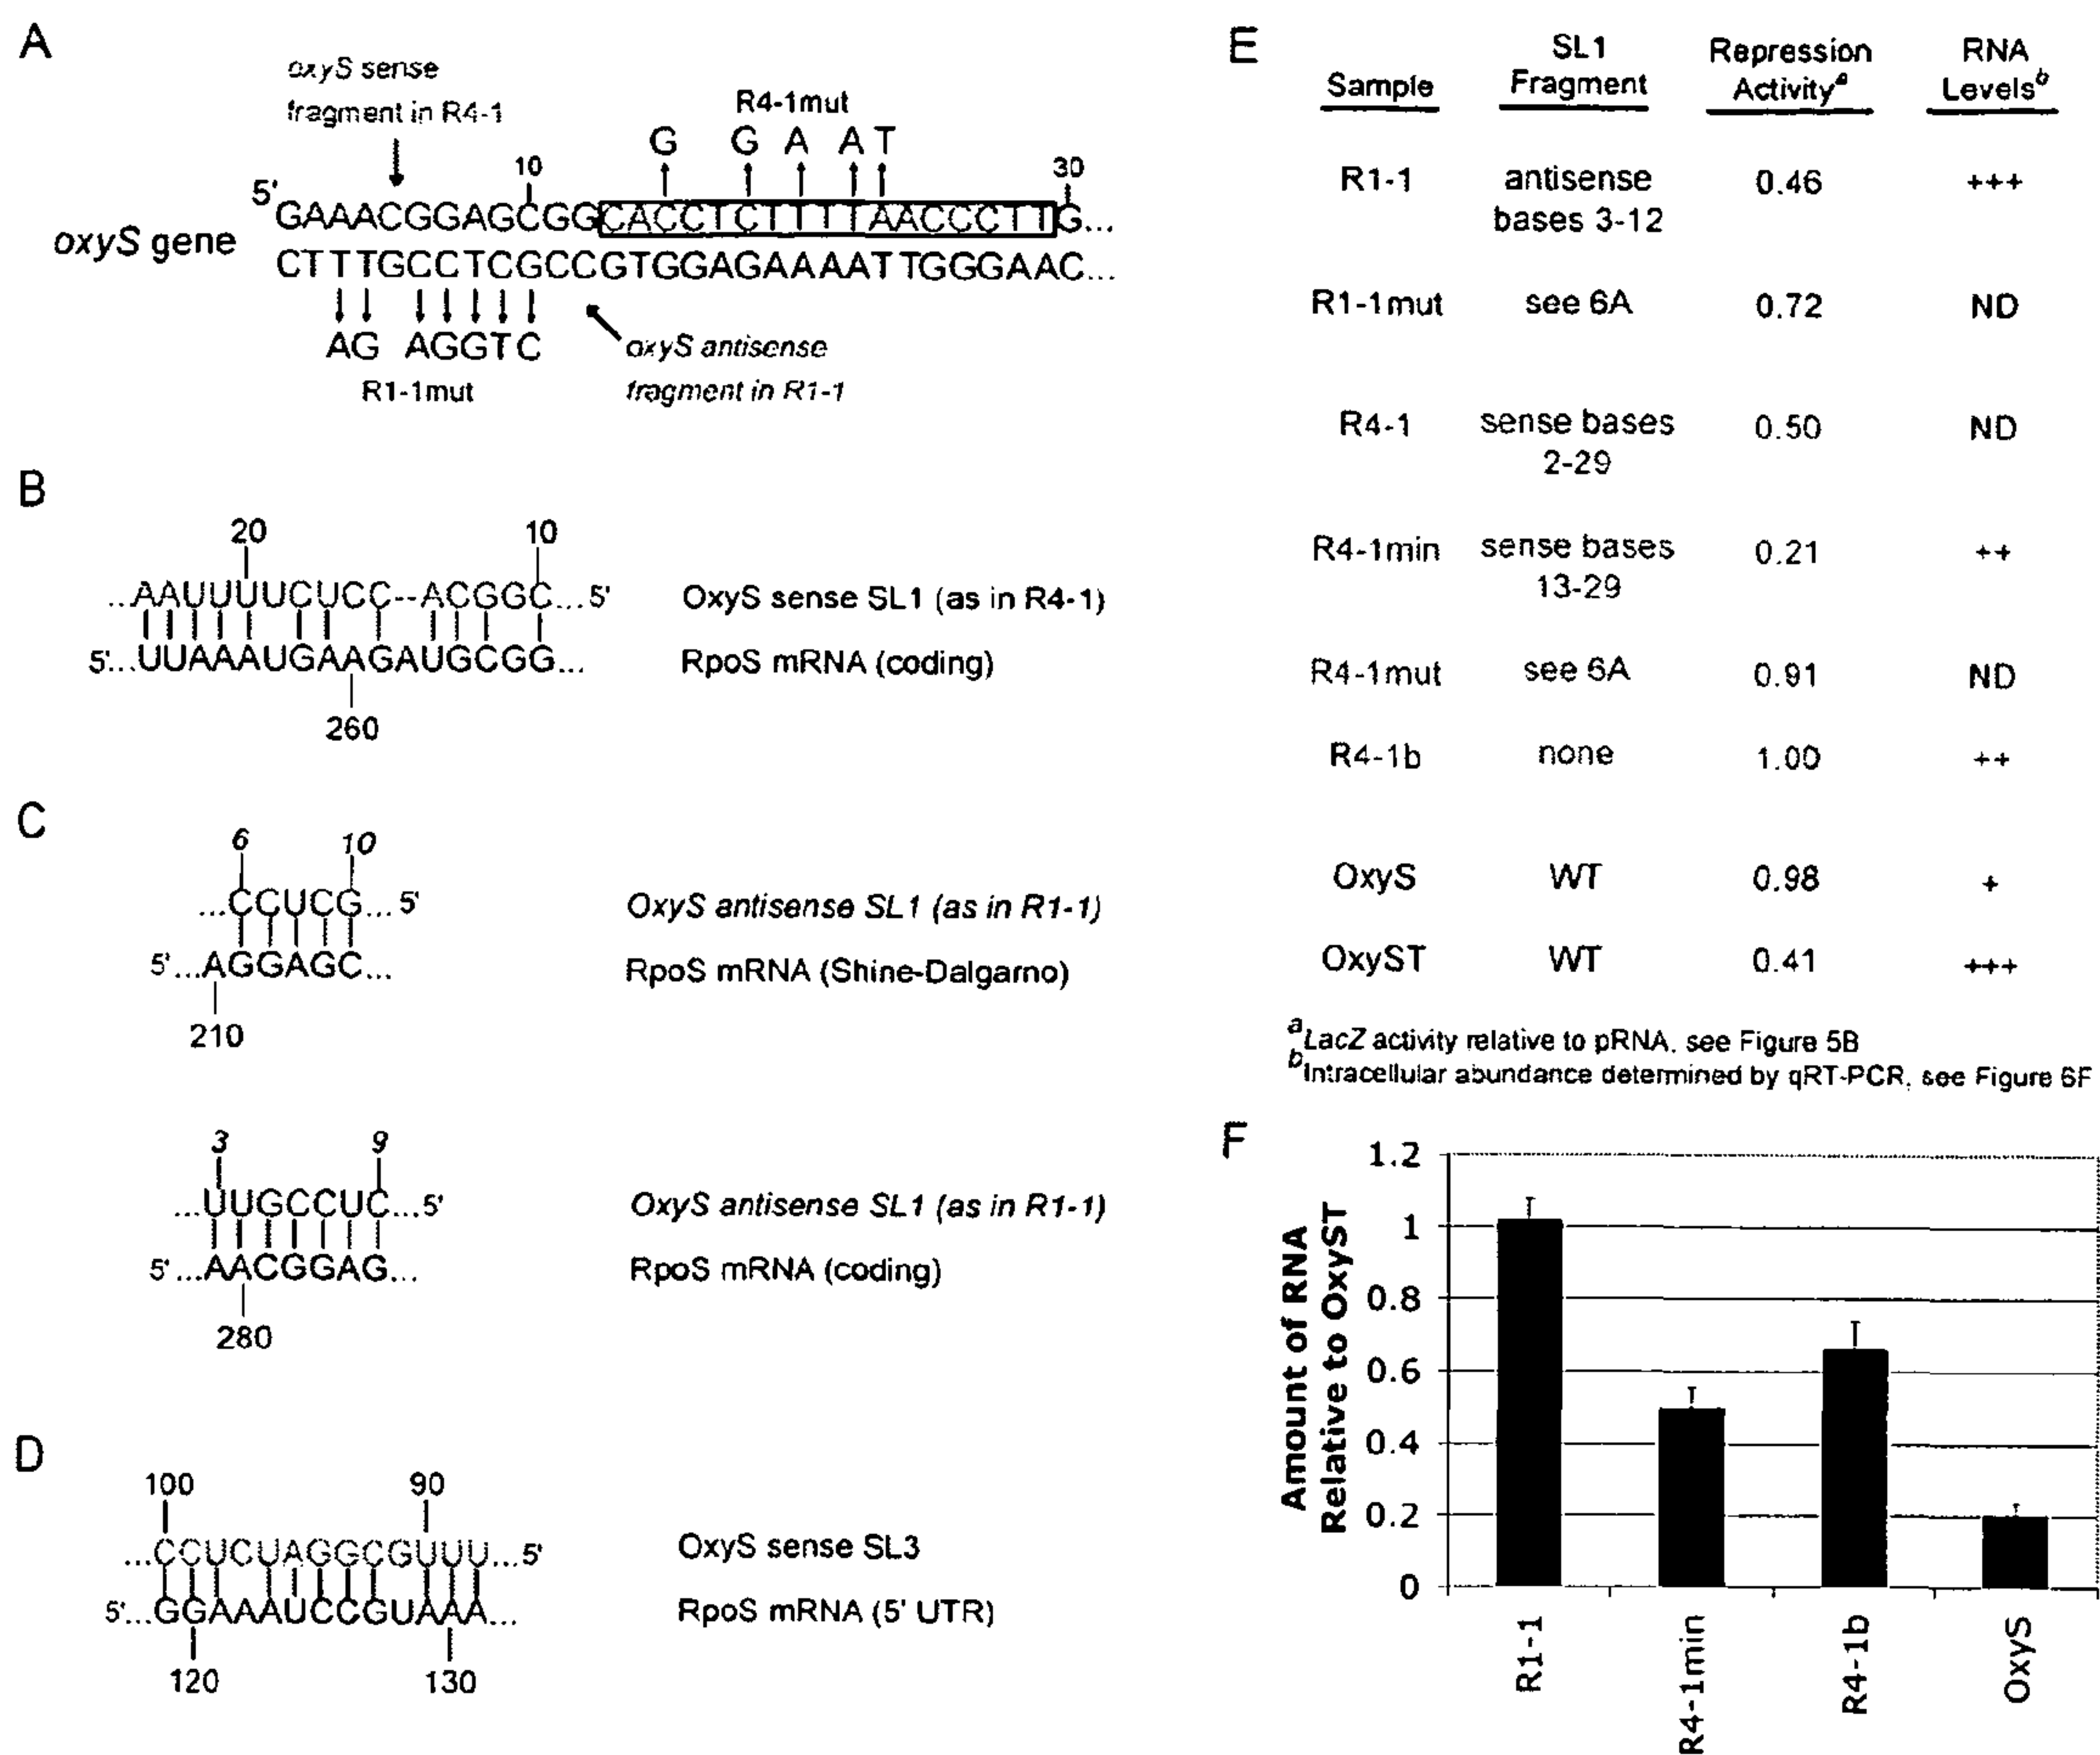 A
oxyS sense
fragment in R4-1
R4-1mut
G G A A T
10 30
5' GAAACGGAGCGGCACCTCTTTTAACCCTTG...
oxyS gene
CTTTGCCTCGCCGTGGAGAAAATTGGGAAC...
AG AGGTC
R1-1mut
oxyS antisense
fragment in R1-1
B
20 10
...AAUUUUCUCC--ACGGC...5' OxyS sense SL1 (as in R4-1)
5'...UUAAAUGAAGAUGCGG... RpoS mRNA (coding)
260
C
6 10
...CCUCG...5' OxyS antisense SL1 (as in R1-1)
5'...AGGAGC... RpoS mRNA (Shine-Dalgarno)
210
3 9
...UUGCCUC...5' OxyS antisense SL1 (as in R1-1)
5'...AACGGAG... RpoS mRNA (coding)
280
D
100 90
...CCUCUAGGCGUUU...5' OxyS sense SL3
5'...GGAAAUCCGUAAA... RpoS mRNA (5' UTR)
120 130
E
Sample SL1 Fragment Repression Activity^a RNA Levels^b
R1-1 antisense bases 3-12 0.46 +++
R1-1mut see 6A 0.72 ND
R4-1 sense bases 2-29 0.50 ND
R4-1min sense bases 13-29 0.21 ++
R4-1mut see 6A 0.91 ND
R4-1b none 1.00 ++
OxyS WT 0.98 +
OxyST WT 0.41 +++
^aLacZ activity relative to pRNA, see Figure 5B
^bIntracellular abundance determined by qRT-PCR, see Figure 6F
F
Amount of RNA
Relative to OxyST
1.2
1
0.8
0.6
0.4
0.2
0
R1-1
R4-1min
R4-1b
OxyS